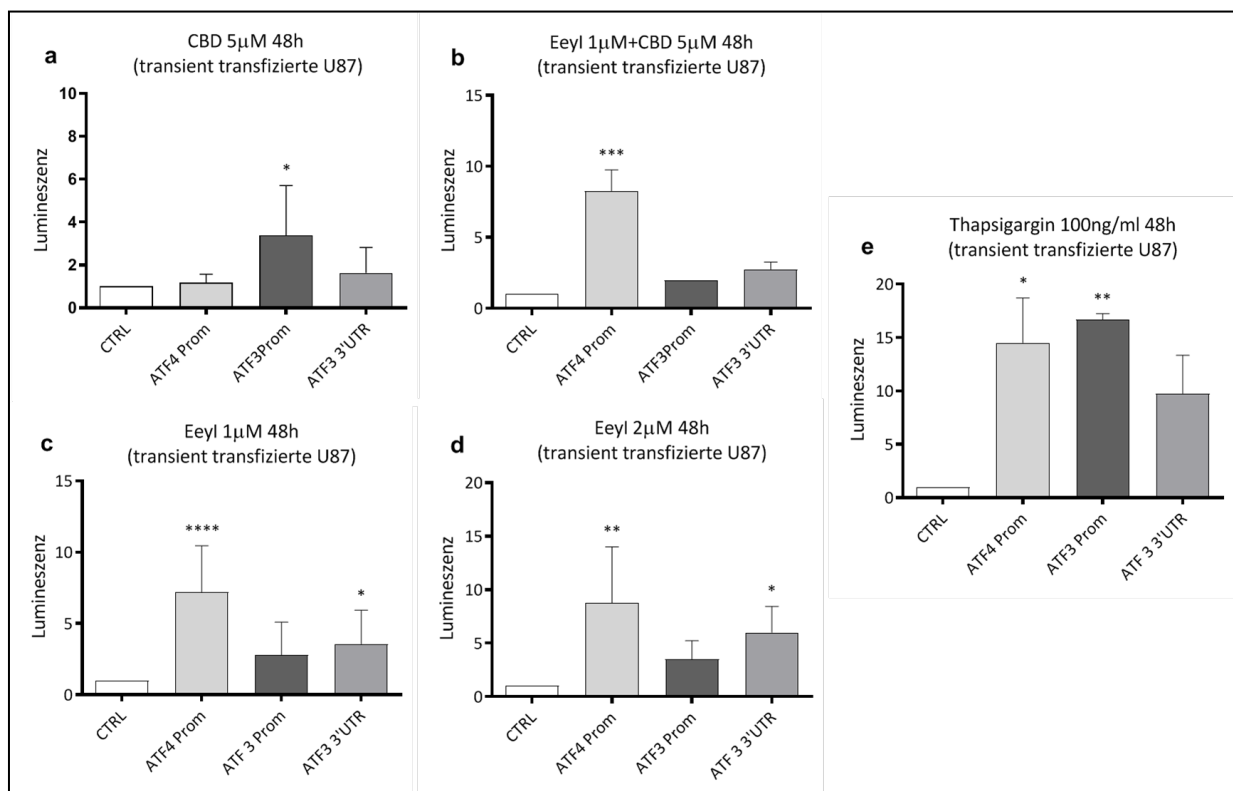 a
CBD 5µM 48h
(transient transfizierte U87)
Lumineszenz
10
8
6
4
2
0
*
CTRL
ATF4 Prom
ATF3Prom
ATF3 3'UTR
b
Eeyl 1µM+CBD 5µM 48h
(transient transfizierte U87)
Lumineszenz
15
10
5
0
***
CTRL
ATF4 Prom
ATF3Prom
ATF3 3'UTR
c
Eeyl 1µM 48h
(transient transfizierte U87)
Lumineszenz
15
10
5
0
****
*
CTRL
ATF4 Prom
ATF 3 Prom
ATF3 3'UTR
d
Eeyl 2µM 48h
(transient transfizierte U87)
Lumineszenz
20
15
10
5
0
**
*
CTRL
ATF4 Prom
ATF3 Prom
ATF 3 3'UTR
e
Thapsigargin 100ng/ml 48h
(transient transfizierte U87)
Lumineszenz
20
15
10
5
0
*
**
CTRL
ATF4 Prom
ATF3 Prom
ATF 3 3'UTR